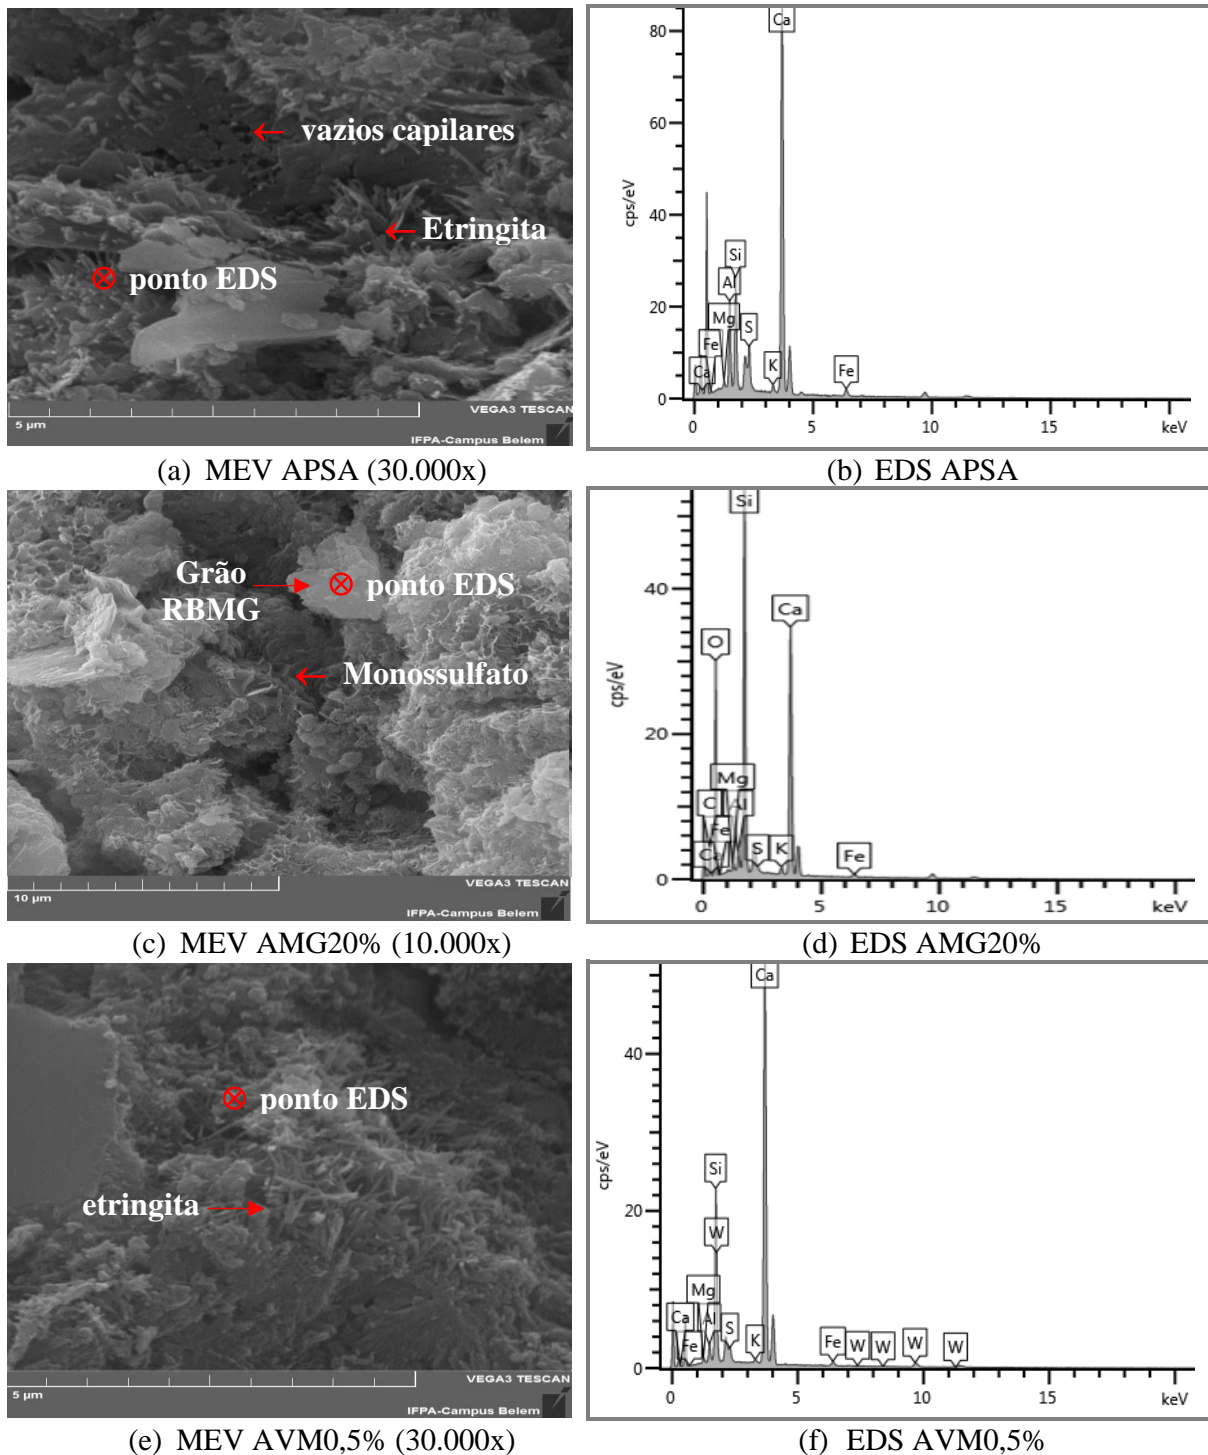 vazios capilares
Etringita
ponto EDS
5 µm
VEGA3 TESCAN
IFPA-Campus Belem
80
60
40
20
0
cps/eV
Ca
Si
Al
Mg
S
Fe
Ca
K
Fe
0 5 10 15 keV
(a) MEV APSA (30.000x)
(b) EDS APSA
Grão
RBMG
ponto EDS
Monossulfato
10 µm
VEGA3 TESCAN
IFPA-Campus Belem
40
20
0
cps/eV
Si
Ca
O
Mg
C
Al
Fe
Ca
S
K
Fe
0 5 10 15 keV
(c) MEV AMG20% (10.000x)
(d) EDS AMG20%
ponto EDS
etringita
5 µm
VEGA3 TESCAN
IFPA-Campus Belem
40
20
0
cps/eV
Ca
Si
W
Mg
Ca
Al
Fe
S
K
Fe
W
W
W
W
0 5 10 15 keV
(e) MEV AVM0,5% (30.000x)
(f) EDS AVM0,5%